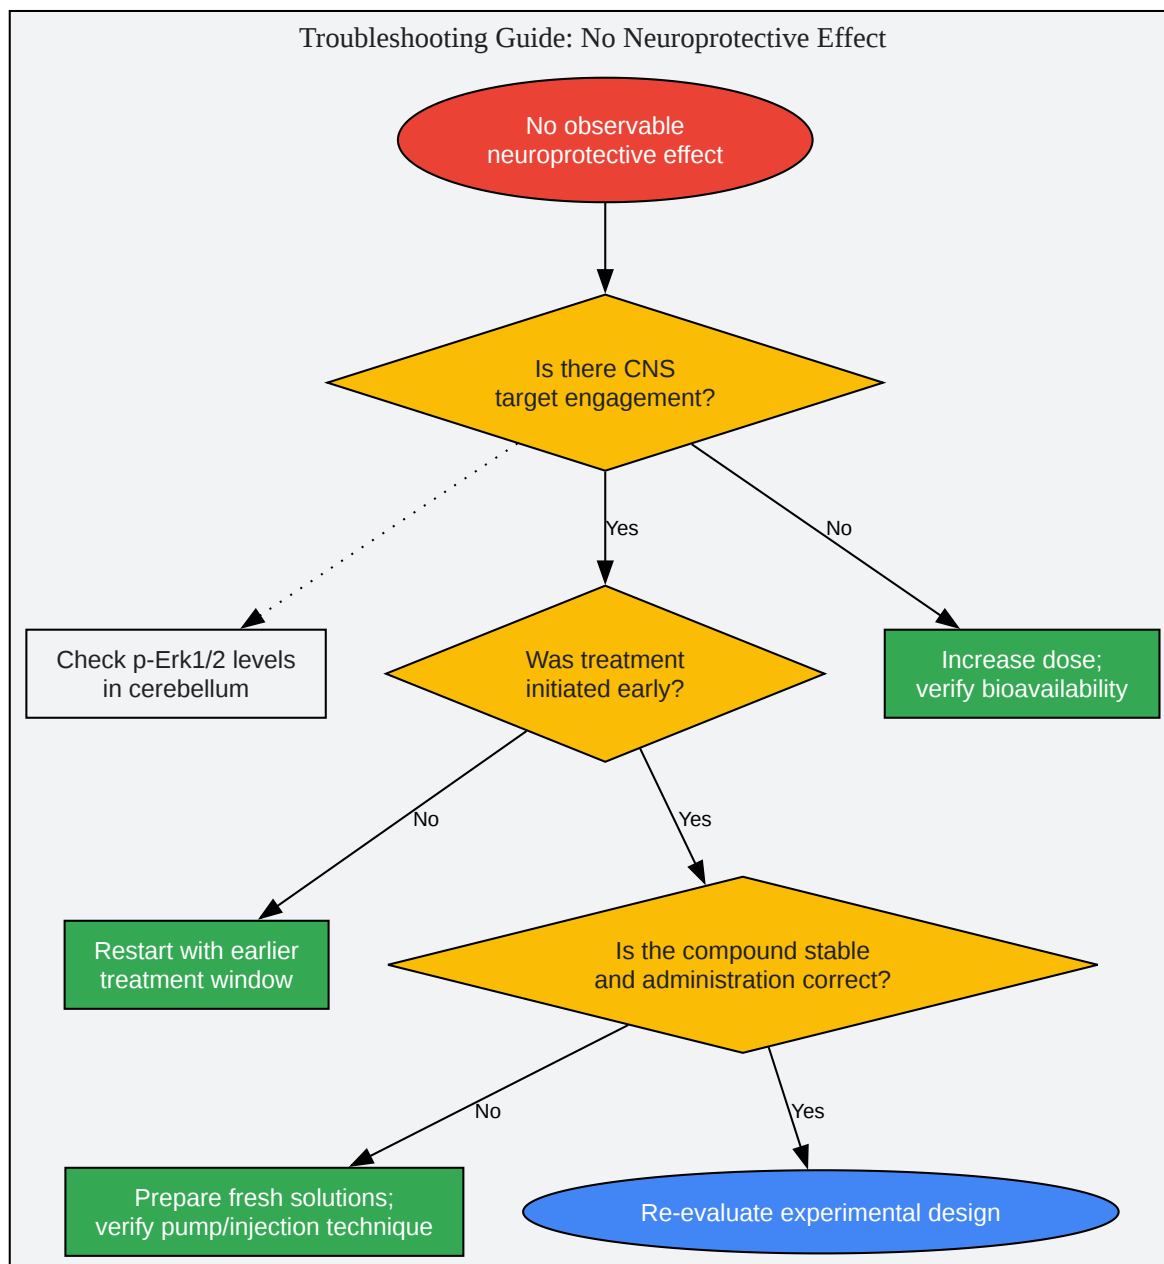 Troubleshooting Guide: No Neuroprotective Effect
No observable
neuroprotective effect
Is there CNS
target engagement?
Yes
No
Check p-Erk1/2 levels
in cerebellum
Was treatment
initiated early?
Increase dose;
verify bioavailability
No
Yes
Restart with earlier
treatment window
Is the compound stable
and administration correct?
No
Yes
Prepare fresh solutions;
verify pump/injection technique
Re-evaluate experimental design